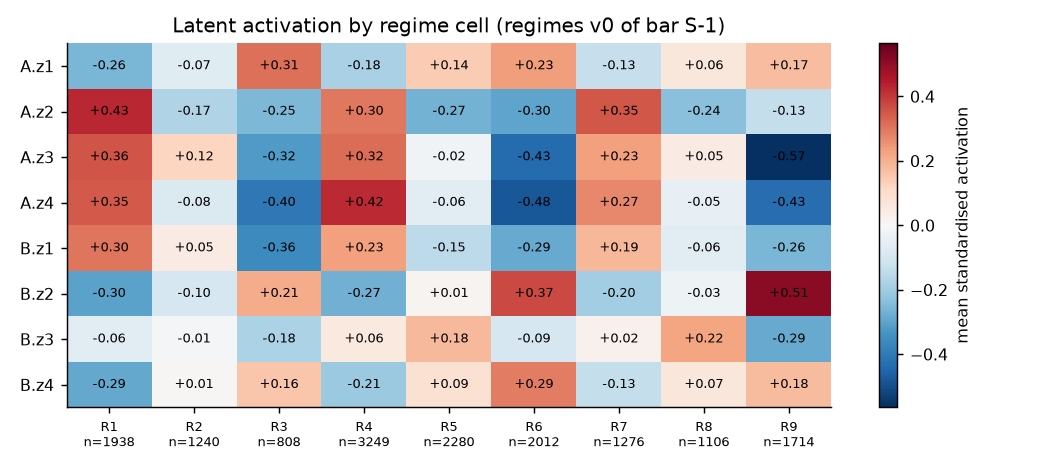 Latent activation by regime cell (regimes v0 of bar S-1)
A.z1 -0.26 -0.07 +0.31 -0.18 +0.14 +0.23 -0.13 +0.06 +0.17
A.z2 +0.43 -0.17 -0.25 +0.30 -0.27 -0.30 +0.35 -0.24 -0.13
A.z3 +0.36 +0.12 -0.32 +0.32 -0.02 -0.43 +0.23 +0.05 -0.57
A.z4 +0.35 -0.08 -0.40 +0.42 -0.06 -0.48 +0.27 -0.05 -0.43
B.z1 +0.30 +0.05 -0.36 +0.23 -0.15 -0.29 +0.19 -0.06 -0.26
B.z2 -0.30 -0.10 +0.21 -0.27 +0.01 +0.37 -0.20 -0.03 +0.51
B.z3 -0.06 -0.01 -0.18 +0.06 +0.18 -0.09 +0.02 +0.22 -0.29
B.z4 -0.29 +0.01 +0.16 -0.21 +0.09 +0.29 -0.13 +0.07 +0.18
R1 R2 R3 R4 R5 R6 R7 R8 R9
n=1938 n=1240 n=808 n=3249 n=2280 n=2012 n=1276 n=1106 n=1714
0.4
0.2
0.0
−0.2
−0.4
mean standardised activation